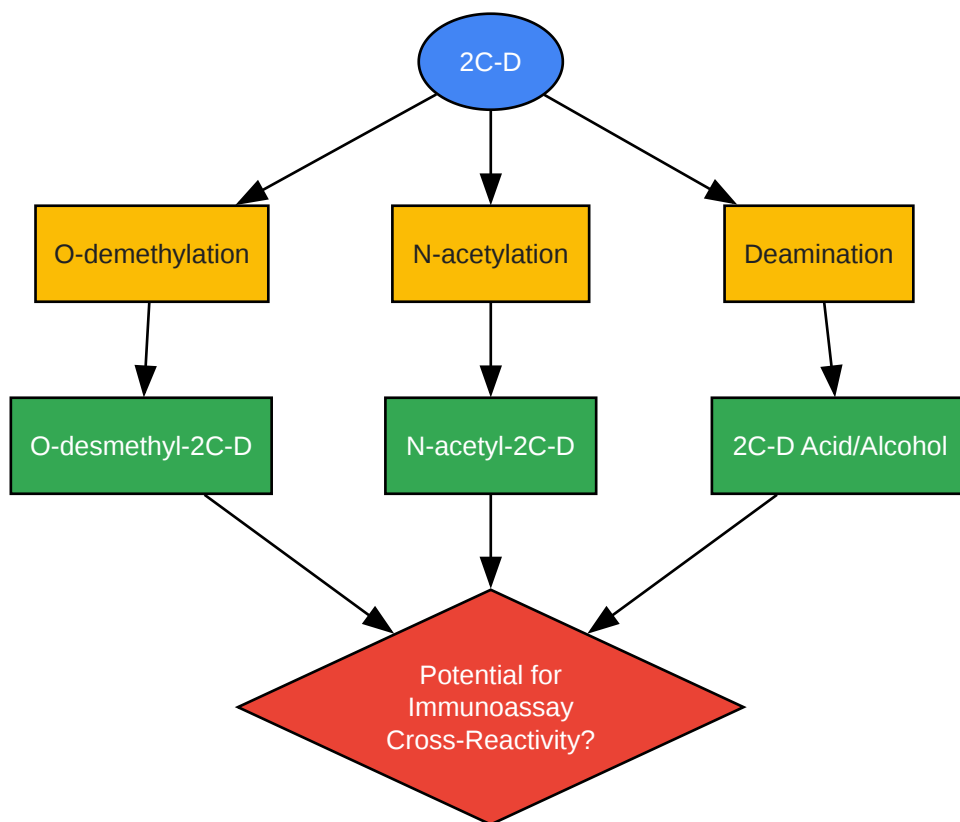 2C-D
O-demethylation
N-acetylation
Deamination
O-desmethyl-2C-D
N-acetyl-2C-D
2C-D Acid/Alcohol
Potential for
Immunoassay
Cross-Reactivity?